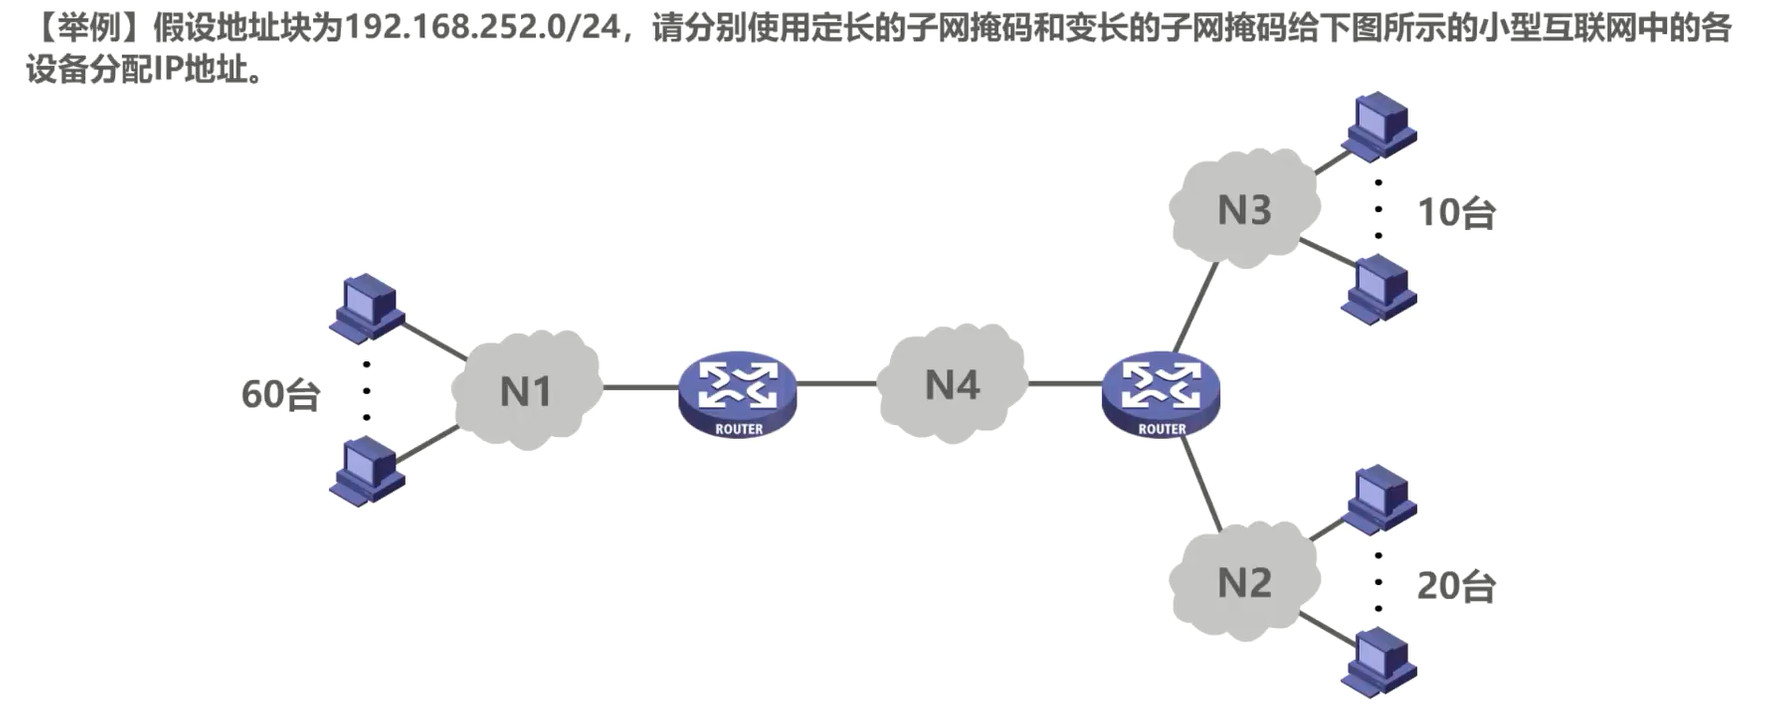 【举例】假设地址块为192.168.252.0/24，请分别使用定长的子网掩码和变长的子网掩码给下图所示的小型互联网中的各
设备分配IP地址。
N3
10台
60台
N1
ROUTER
N4
ROUTER
N2
20台